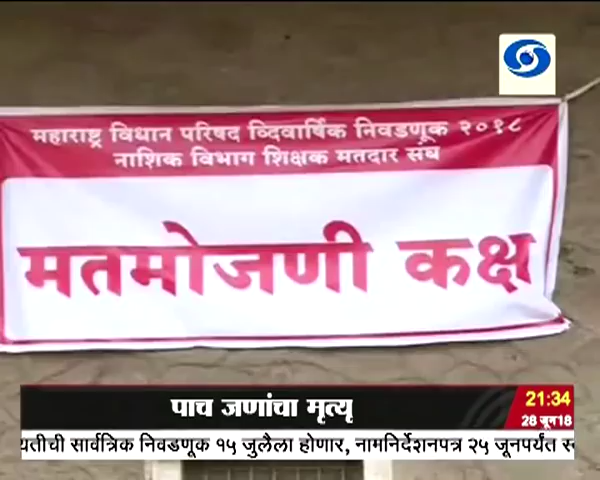 महाराष्ट्र विधान परिषद व्दिवार्षिक निवडणूक २०१८
नाशिक विभाग शिक्षक मतदार संघ
मतमोजणी कक्ष
पाच जणांचा मृत्यू
21:34
28 जून18
यतीची सार्वत्रिक निवडणूक १५ जुलैला होणार, नामनिर्देशनपत्र २५ जूनपर्यंत